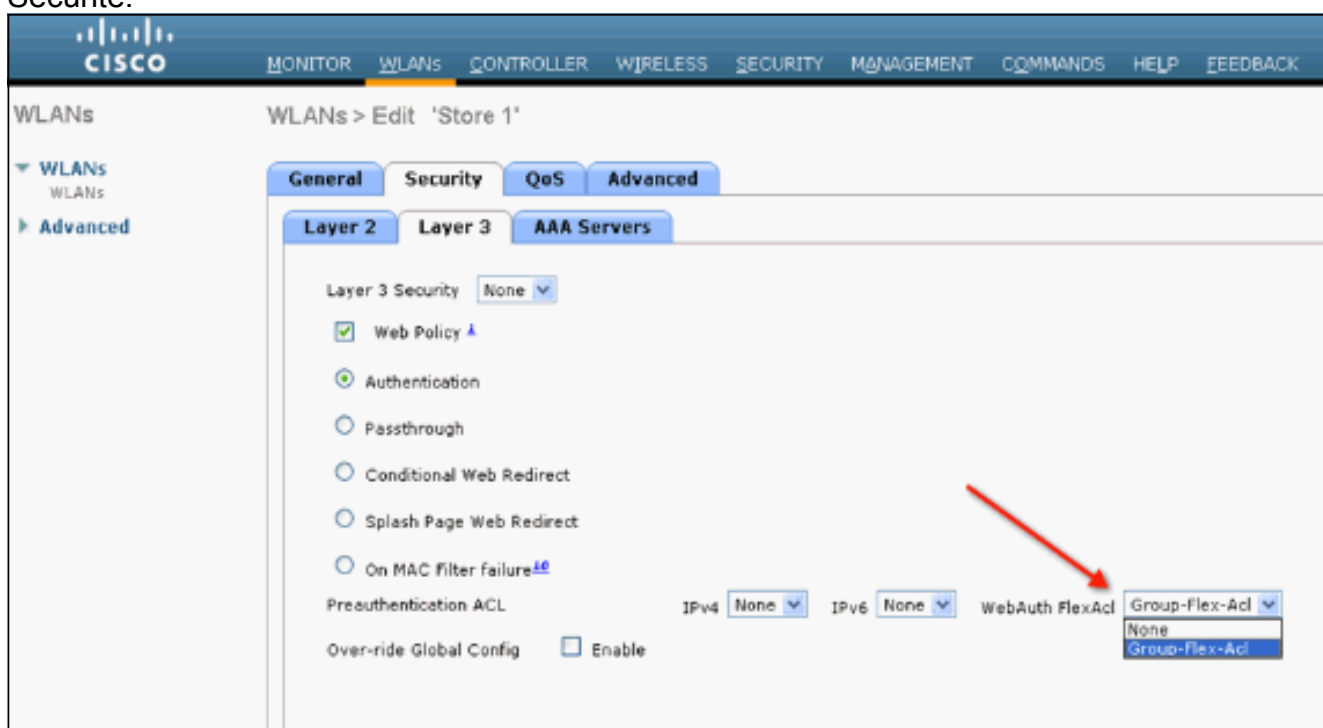 Sécurité:
CISCO
MONITOR WLANs CONTROLLER WIRELESS SECURITY MANAGEMENT COMMANDS HELP FEEDBACK
WLANs
WLANs > Edit 'Store 1'
WLANs
WLANs
Advanced
General Security QoS Advanced
Layer 2 Layer 3 AAA Servers
Layer 3 Security None
Web Policy 1
Authentication
Passthrough
Conditional Web Redirect
Splash Page Web Redirect
On MAC Filter failure 10
Preauthentication ACL IPv4 None IPv6 None WebAuth FlexAcl Group-Flex-Acl
None
Group-Flex-Acl
Over-ride Global Config Enable